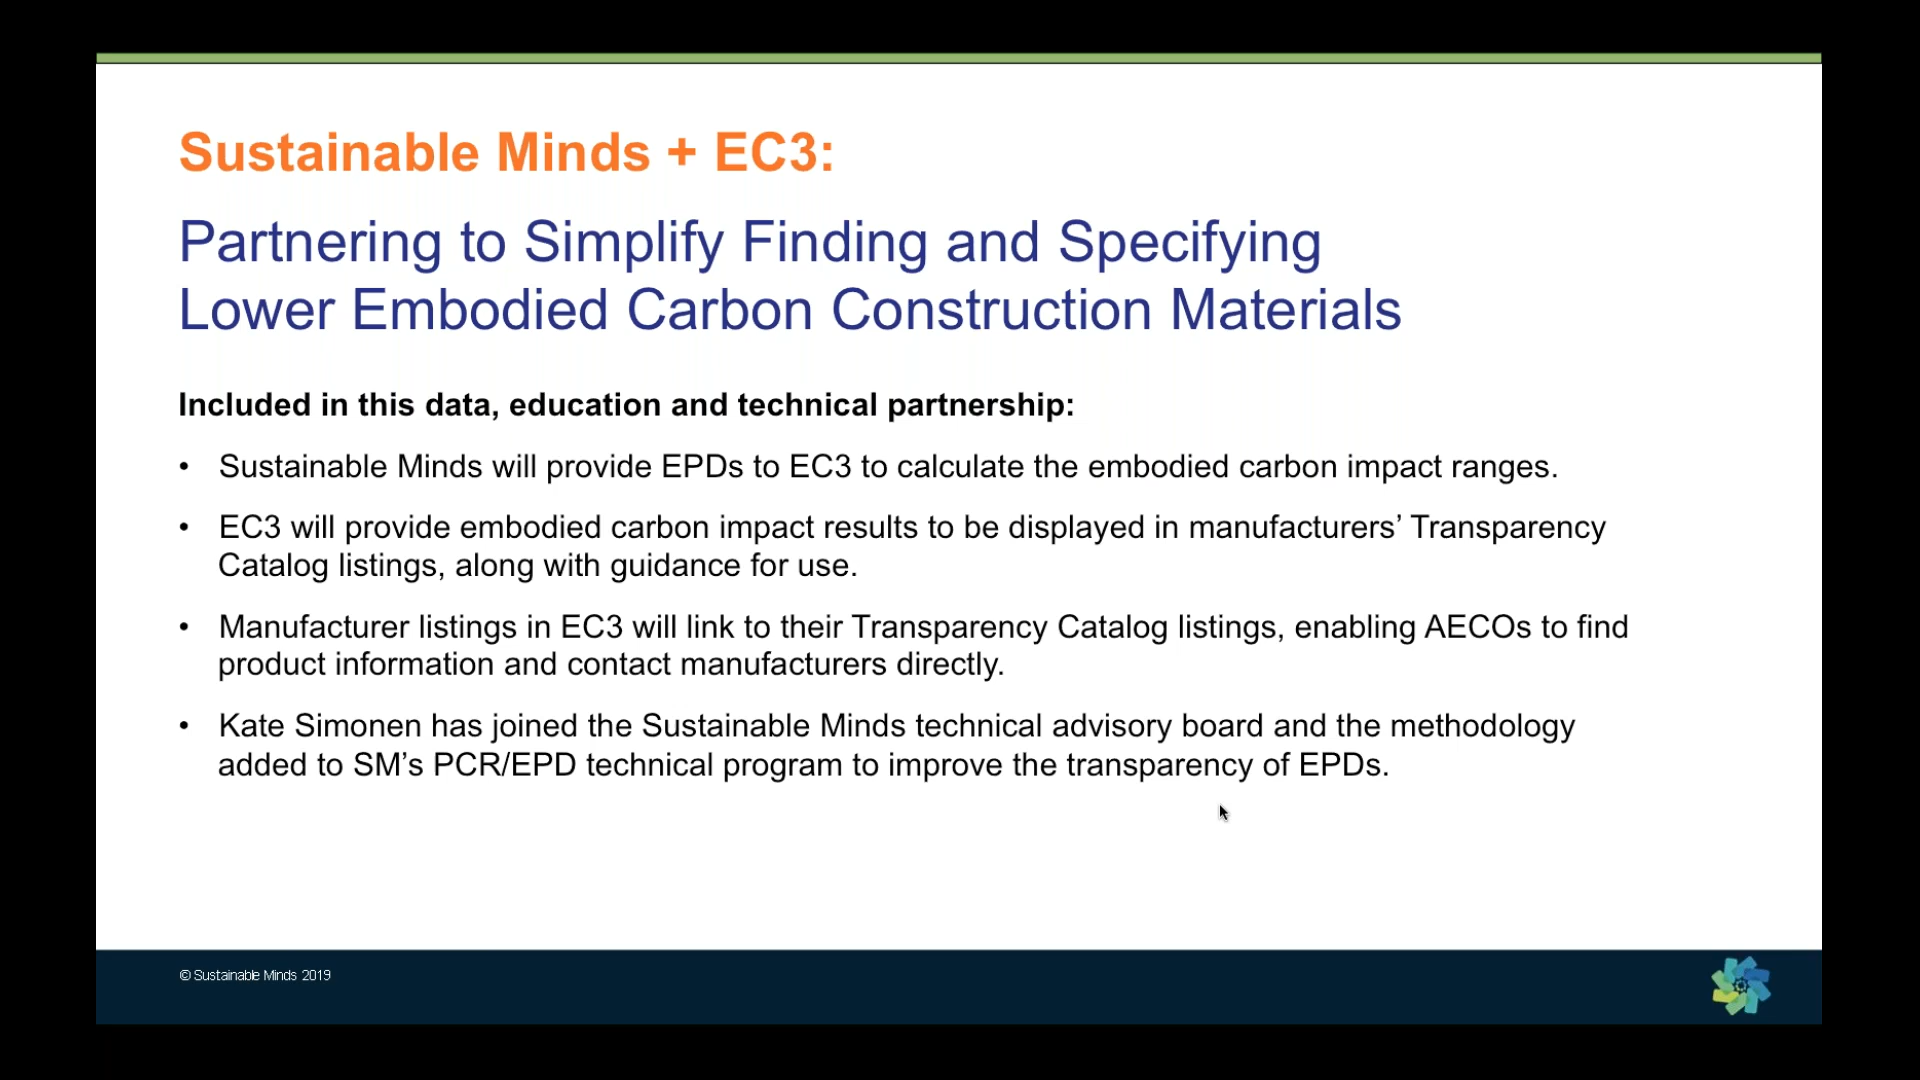 Sustainable Minds + EC3:
Partnering to Simplify Finding and Specifying
Lower Embodied Carbon Construction Materials
Included in this data, education and technical partnership:
• Sustainable Minds will provide EPDs to EC3 to calculate the embodied carbon impact ranges.
• EC3 will provide embodied carbon impact results to be displayed in manufacturers’ Transparency
Catalog listings, along with guidance for use.
• Manufacturer listings in EC3 will link to their Transparency Catalog listings, enabling AECOs to find
product information and contact manufacturers directly.
• Kate Simonen has joined the Sustainable Minds technical advisory board and the methodology
added to SM’s PCR/EPD technical program to improve the transparency of EPDs.
© Sustainable Minds 2019